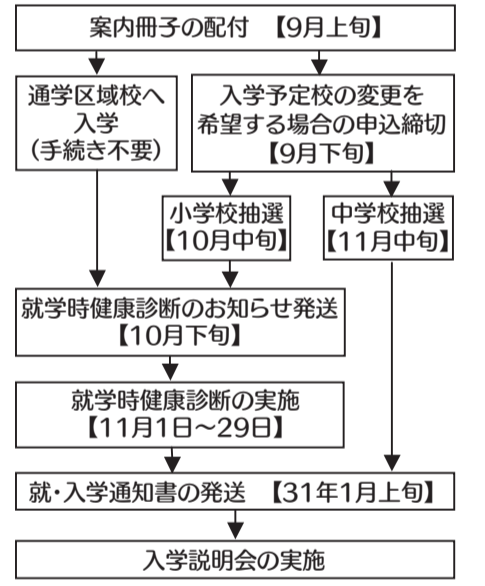 案内冊子の配付 【9月上旬】
通学区域校へ
入学
(手続き不要)
入学予定校の変更を
希望する場合の申込締切
【9月下旬】
小学校抽選
【10月中旬】
中学校抽選
【11月中旬】
就学時健康診断のお知らせ発送
【10月下旬】
就学時健康診断の実施
【11月1日〜29日】
就・入学通知書の発送 【31年1月上旬】
入学説明会の実施